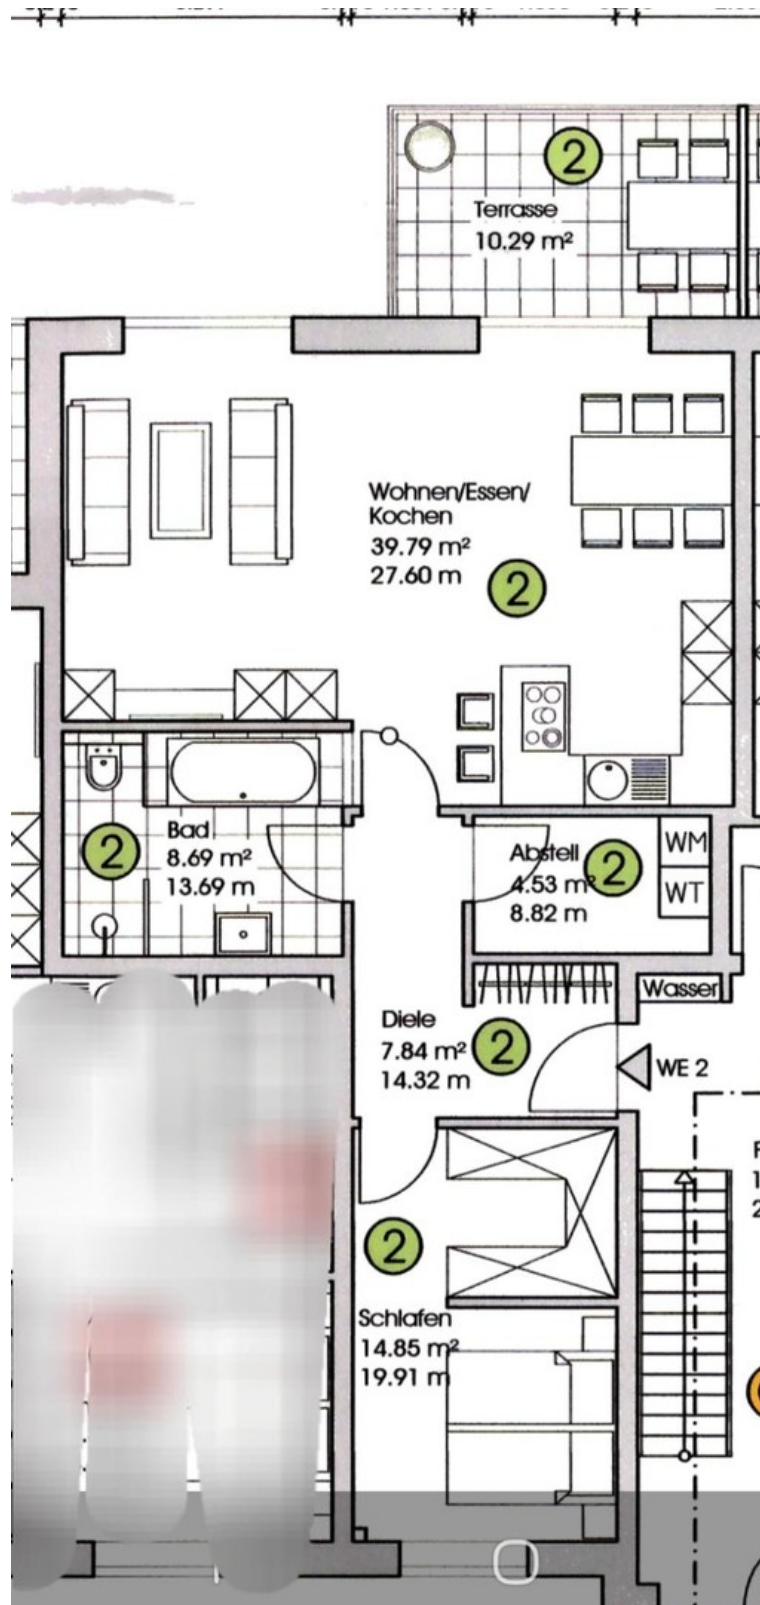 2
Terrasse
10.29 m²
Wohnen/Essen/
Kochen
39.79 m²
27.60 m
2
Bad
8.69 m²
13.69 m
2
Abstell
4.53 m²
8.82 m
2
WM
WT
Wasser
Diele
7.84 m²
14.32 m
2
WE 2
2
Schlafen
14.85 m²
19.91 m